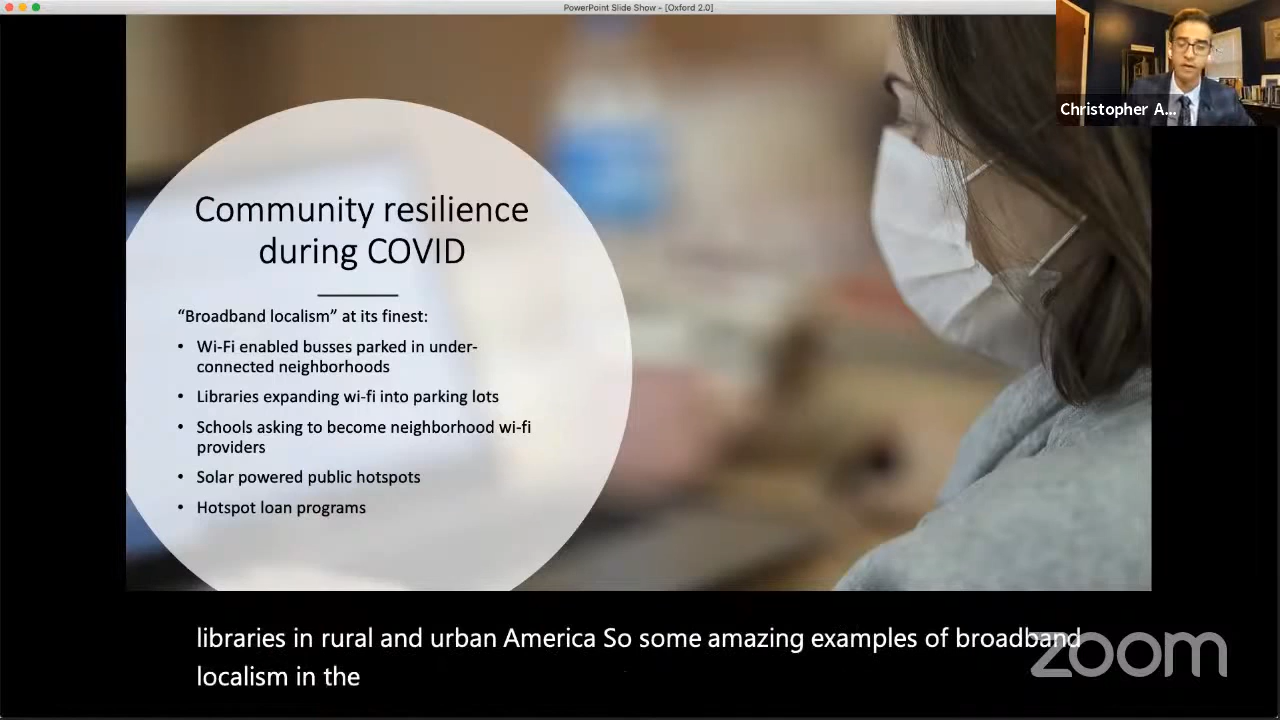 PowerPoint Slide Show - [Oxford 2.0]
Christopher A...
Community resilience
during COVID
“Broadband localism” at its finest:
• Wi-Fi enabled busses parked in under-
connected neighborhoods
• Libraries expanding wi-fi into parking lots
• Schools asking to become neighborhood wi-fi
providers
• Solar powered public hotspots
• Hotspot loan programs
libraries in rural and urban America So some amazing examples of broadband
localism in the
zoom